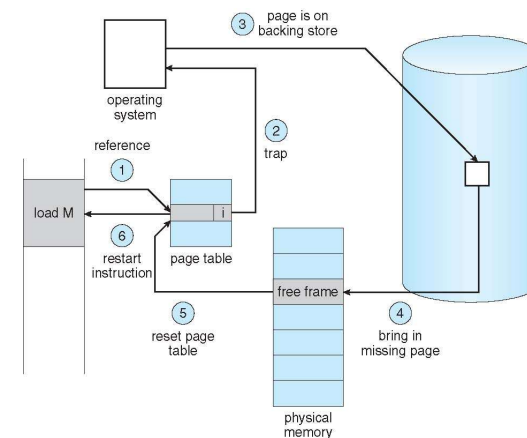 3
page is on
backing store
operating
system
2
trap
reference
1
load M
i
6
restart
instruction
page table
free frame
5
reset page
table
4
bring in
missing page
physical
memory